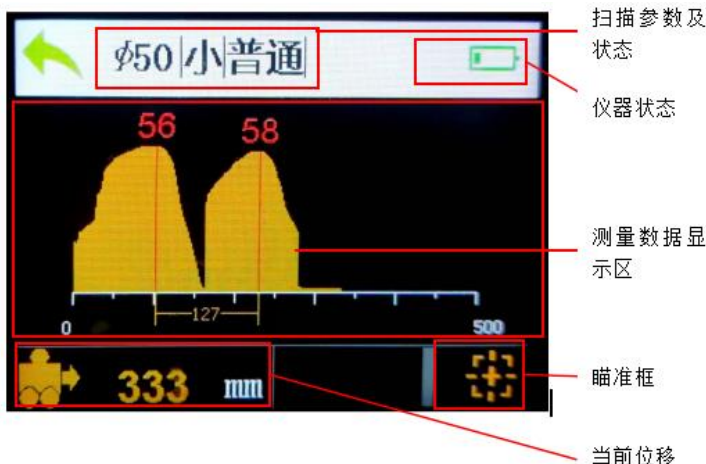 扫描参数及
状态
ϕ50|小|普通|
仪器状态
56
58
测量数据显
示区
127
0
500
333 mm
瞄准框
当前位移